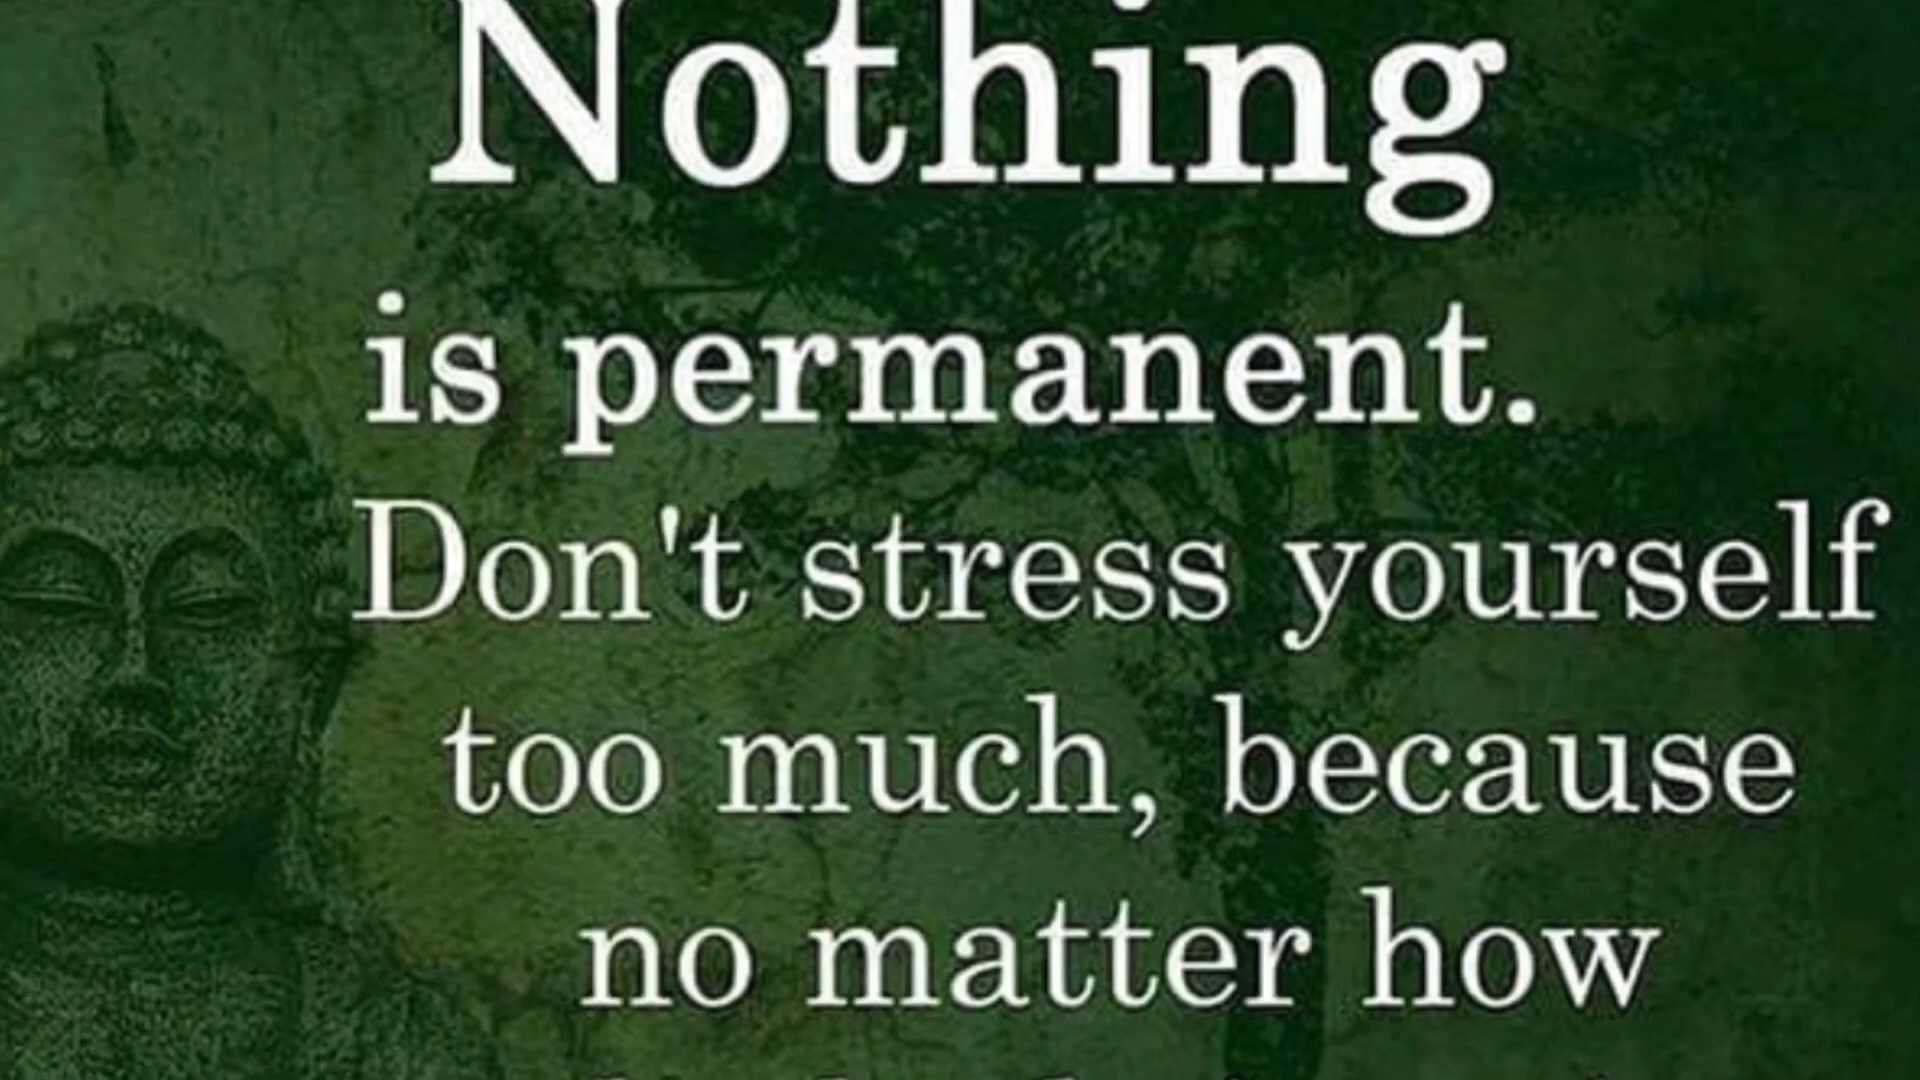 Nothing
is permanent.
Don't stress yourself
too much, because
no matter how